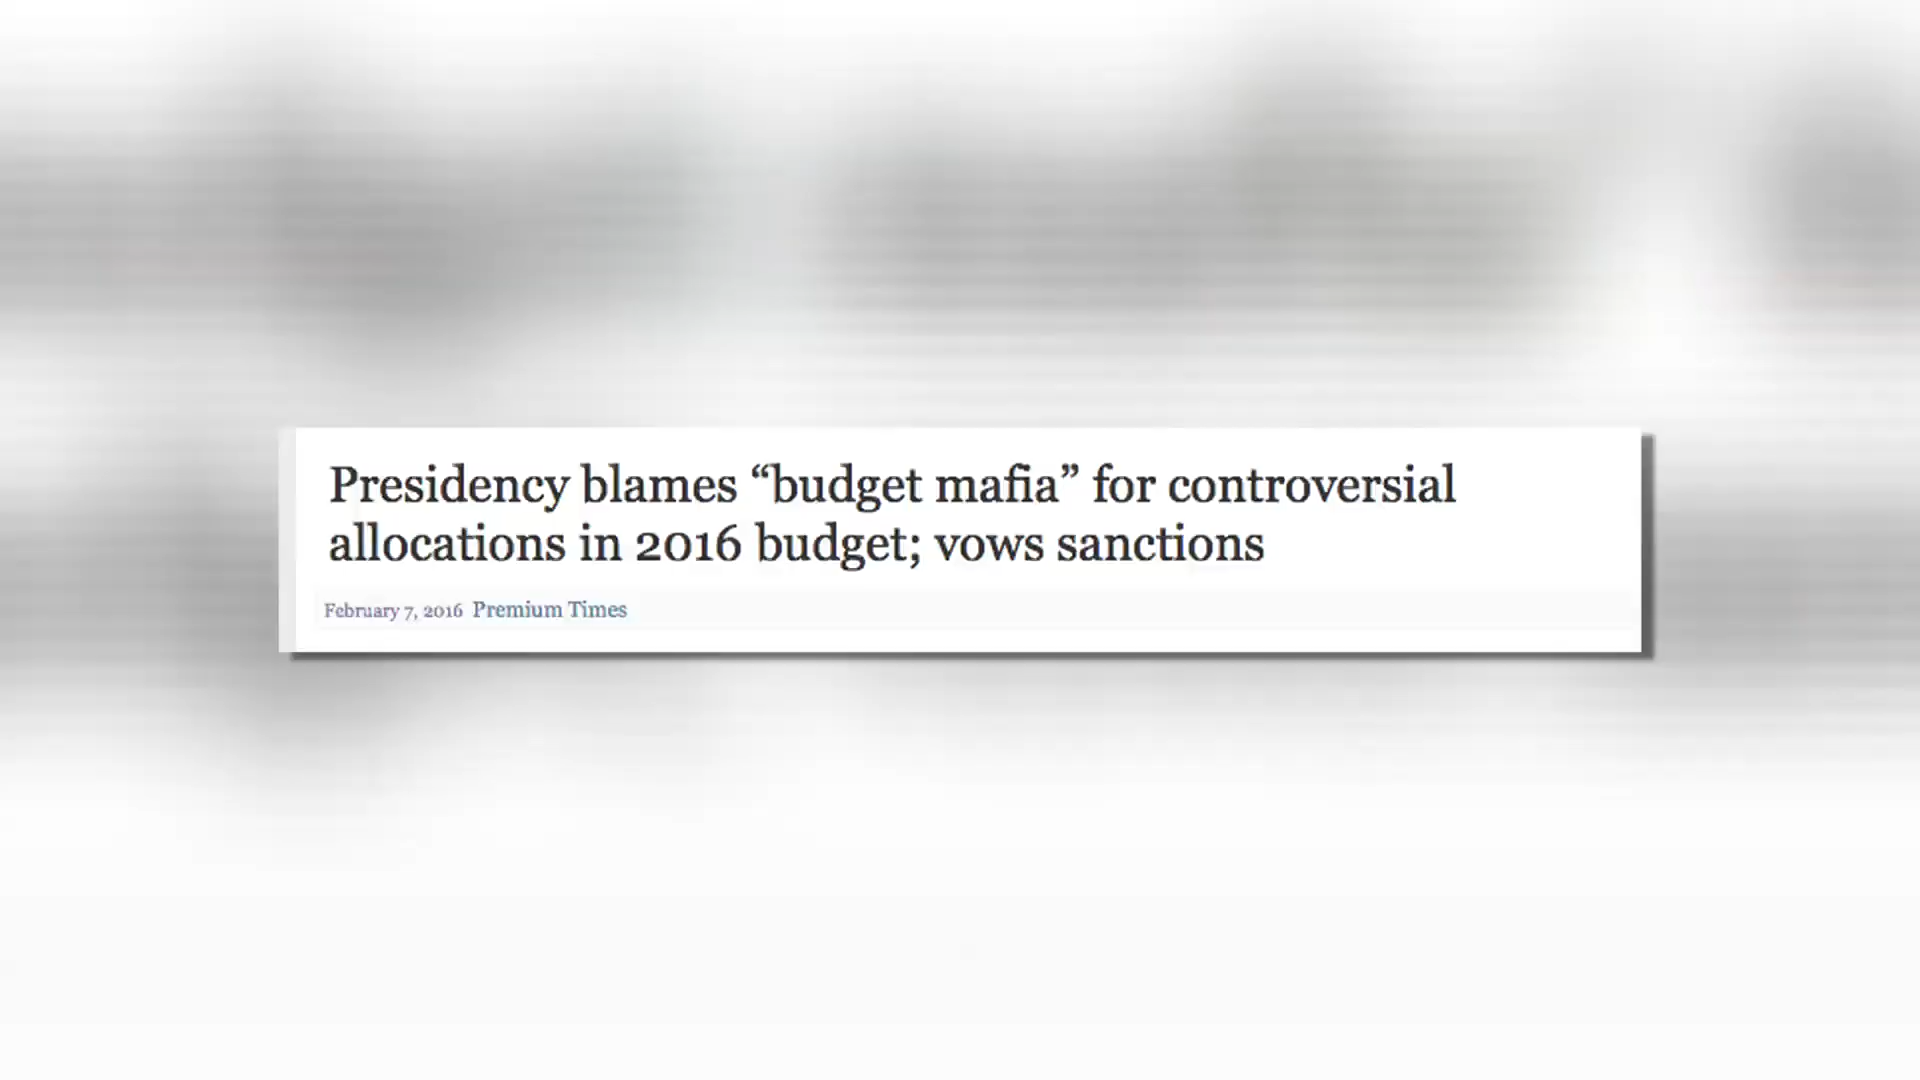 Presidency blames “budget mafia” for controversial
allocations in 2016 budget; vows sanctions
February 7, 2016 Premium Times